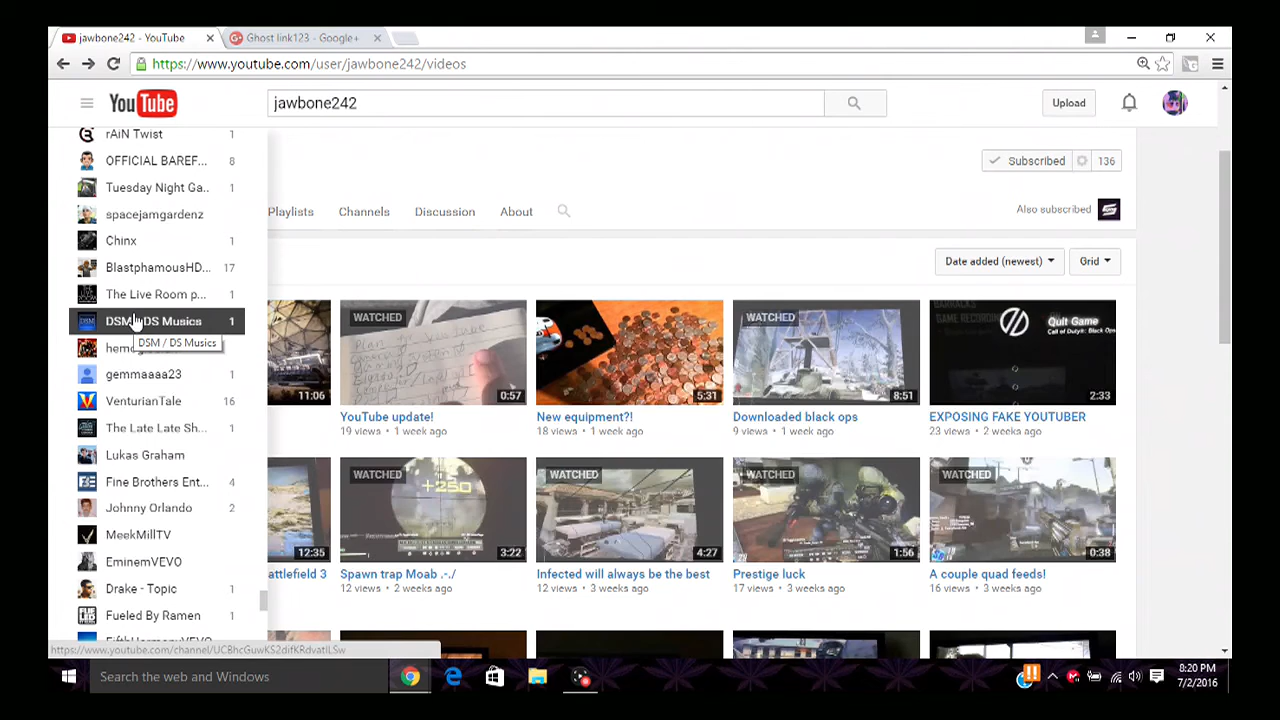 jawbone242 - YouTube
Ghost link123 - Google+
https://www.youtube.com/user/jawbone242/videos
YouTube
jawbone242
Upload
rAiN Twist 1
OFFICIAL BAREF... 8
Tuesday Night Ga.. 1
spacejamgardenz
Chinx 1
BlastphamousHD... 17
The Live Room p... 1
DSM / DS Musics 1
DSM / DS Musics
gemmaaaa23 1
VenturianTale 16
The Late Late Sh... 1
Lukas Graham
Fine Brothers Ent... 4
Johnny Orlando 2
MeekMillTV
EminemVEVO
Drake - Topic 1
Fueled By Ramen 1
FifthHarmonyVEVO
Subscribed 136
Playlists Channels Discussion About
Also subscribed
Date added (newest) Grid
11:06
WATCHED
0:57
YouTube update!
19 views • 1 week ago
5:31
New equipment?!
18 views • 1 week ago
WATCHED
8:51
Downloaded black ops
9 views • 1 week ago
Quit Game
Call of Duty®: Black Ops
2:33
EXPOSING FAKE YOUTUBER
23 views • 2 weeks ago
12:35
attlefield 3
WATCHED
+250
3:22
Spawn trap Moab .-./
12 views • 2 weeks ago
WATCHED
4:27
Infected will always be the best
12 views • 3 weeks ago
WATCHED
1:56
Prestige luck
17 views • 3 weeks ago
WATCHED
0:38
A couple quad feeds!
16 views • 3 weeks ago
Search the web and Windows
8:20 PM
7/2/2016